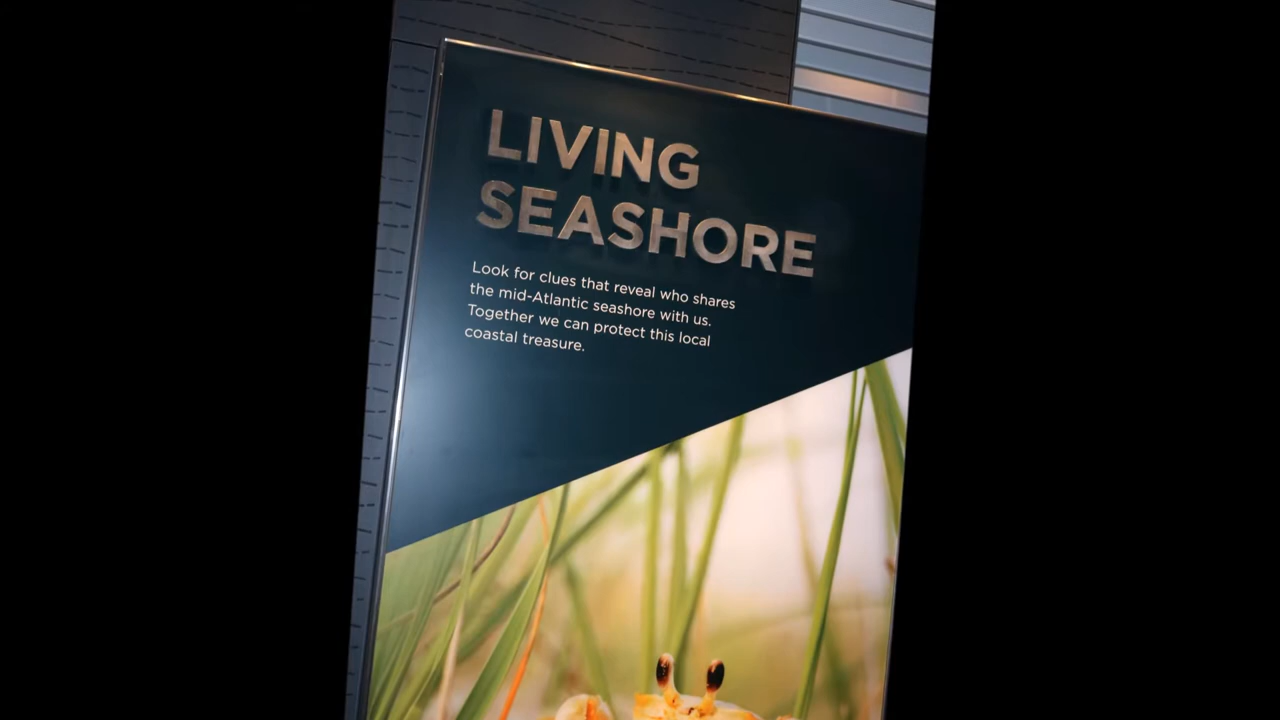 LIVING
SEASHORE
Look for clues that reveal who shares
the mid-Atlantic seashore with us.
Together we can protect this local
coastal treasure.